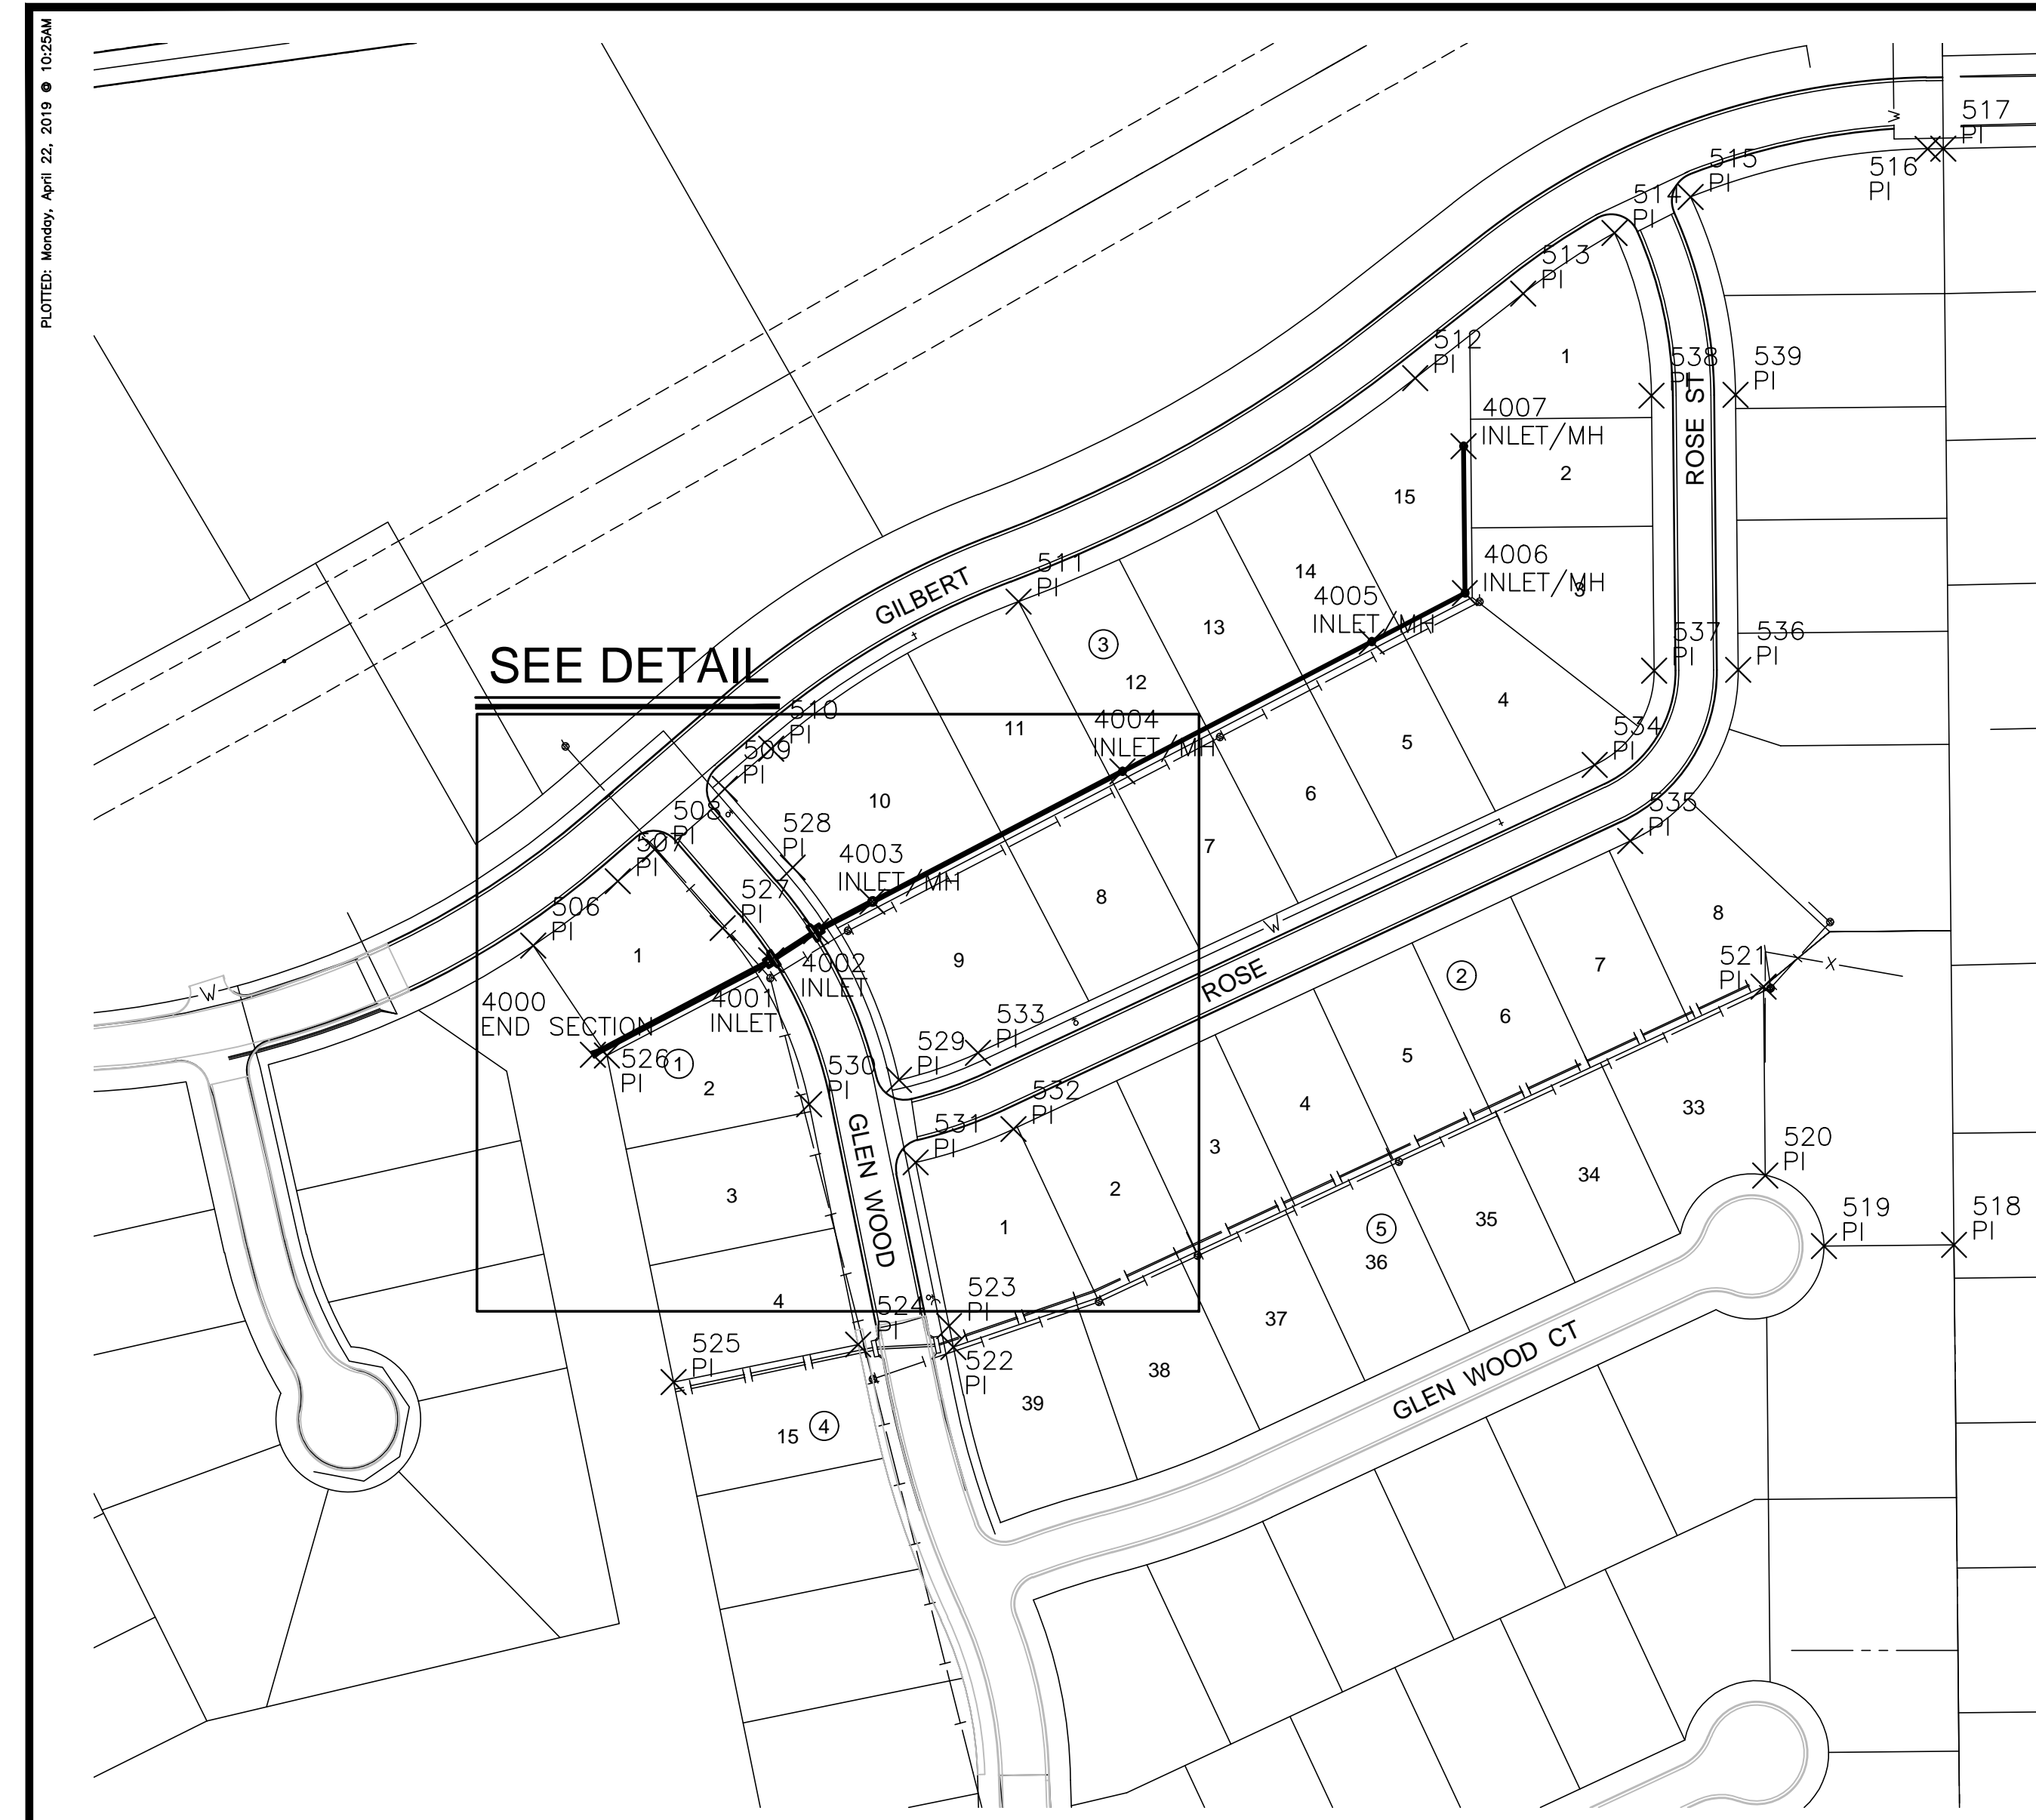 PLOTTED: Monday, April 22, 2019 @ 10:25AM
517
PI
516
PI
515
PI
514
PI
513
PI
512
PI
1
538
PI
539
PI
ROSE ST
4007
INLET/MH
2
15
4006
INLET/MH
3
4005
INLET/MH
14
511
PI
GILBERT
13
3
12
537
PI
536
PI
SEE DETAIL
510
PI
509
PI
11
4004
INLET/MH
4
5
534
PI
10
6
508
PI
507
PI
528
PI
535
PI
7
4003
INLET/MH
8
527
PI
506
PI
1
4002
INLET
9
W
ROSE
2
7
8
521
PI
X
W
4000
END SECTION
4001
INLET
6
533
PI
529
PI
526
PI
1
2
530
PI
5
532
PI
4
33
531
PI
GLEN WOOD
3
520
PI
2
34
3
1
5
35
36
519
PI
518
PI
4
524
PI
523
PI
37
525
PI
522
PI
38
39
GLEN WOOD CT
15
4
W